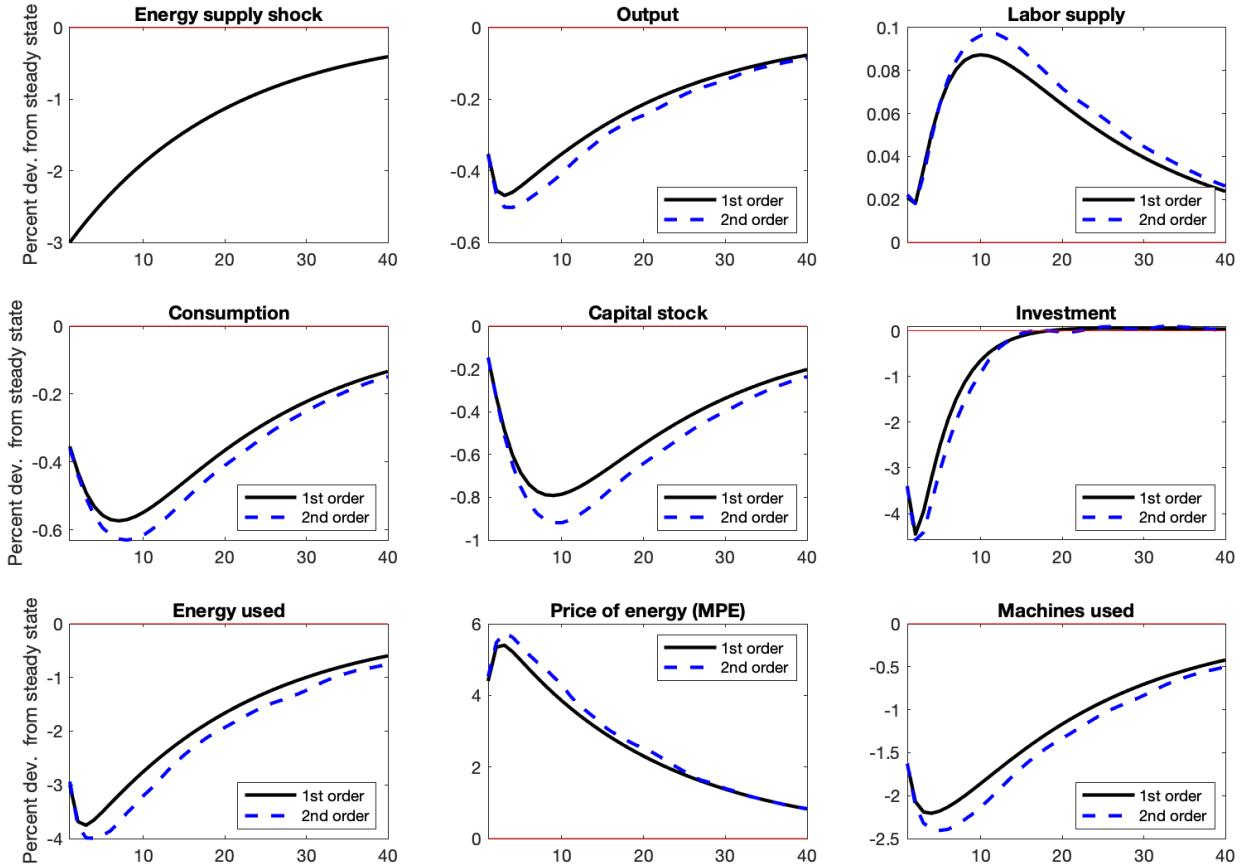 Energy supply shock
Percent dev. from steady state
0
-1
-2
-3
10 20 30 40
Output
0
-0.2
-0.4
-0.6
10 20 30 40
1st order
2nd order
Labor supply
0.1
0.08
0.06
0.04
0.02
0
10 20 30 40
1st order
2nd order
Consumption
Percent dev. from steady state
0
-0.2
-0.4
-0.6
10 20 30 40
1st order
2nd order
Capital stock
0
-0.2
-0.4
-0.6
-0.8
-1
10 20 30 40
1st order
2nd order
Investment
0
-1
-2
-3
-4
10 20 30 40
1st order
2nd order
Energy used
Percent dev. from steady state
0
-1
-2
-3
-4
10 20 30 40
1st order
2nd order
Price of energy (MPE)
6
4
2
0
10 20 30 40
1st order
2nd order
Machines used
0
-0.5
-1
-1.5
-2
-2.5
10 20 30 40
1st order
2nd order